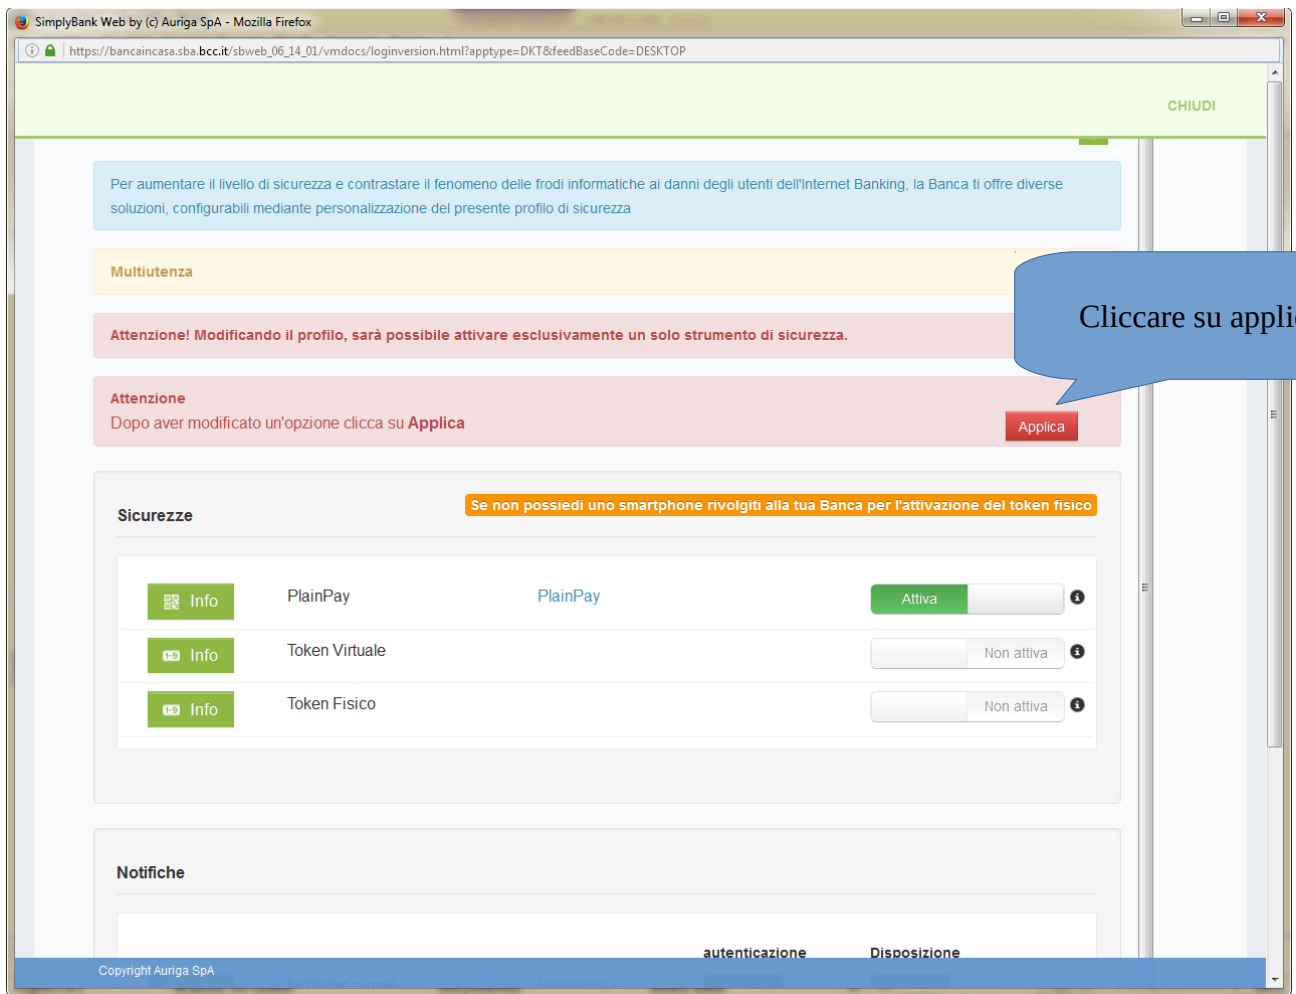 SimplyBank Web by (c) Auriga SpA - Mozilla Firefox
https://bancaincasa.sba.bcc.it/sbweb_06_14_01/vmdocs/loginversion.html?apptype=DKT&feedBaseCode=DESKTOP
CHIUDI
Per aumentare il livello di sicurezza e contrastare il fenomeno delle frodi informatiche ai danni degli utenti dell'Internet Banking, la Banca ti offre diverse
soluzioni, configurabili mediante personalizzazione del presente profilo di sicurezza
Multiutenza
Cliccare su
Attenzione! Modificando il profilo, sarà possibile attivare esclusivamente un solo strumento di sicurezza.
Attenzione
Dopo aver modificato un'opzione clicca su Applica
Applica
Se non possiedi uno smartphone rivolgiti alla tua Banca per l'attivazione del token fisico
Sicurezze
Info PlainPay PlainPay Attiva
Info Token Virtuale Non attiva
Info Token Fisico Non attiva
Notifiche
autenticazione Disposizione
Copyright Auriga SpA